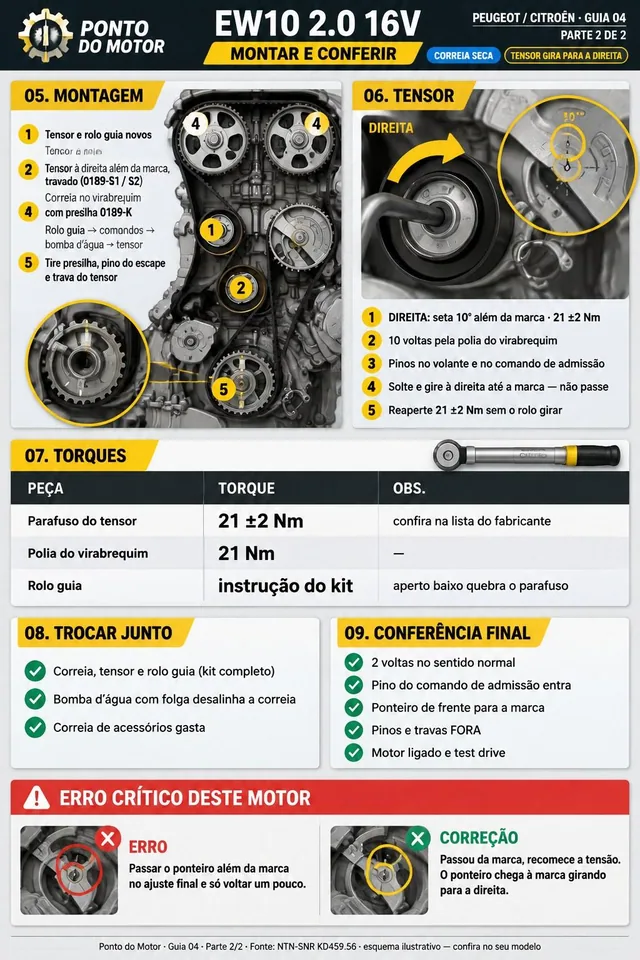 PONTO
DO MOTOR
EW10 2.0 16V
MONTAR E CONFERIR
PEUGEOT / CITROËN · GUIA 04
PARTE 2 DE 2
CORREIA SECA
TENSOR GIRA PARA A DIREITA
05. MONTAGEM
1 Tensor e rolo guia novos
2 Tensor à direita além da marca,
travado (0189-S1 / S2)
Correia no virabrequim
4 com presilha 0189-K
Rolo guia → comandos →
bomba d'água → tensor
5 Tire presilha, pino do escape
e trava do tensor
4
4
1
2
5
06. TENSOR
DIREITA
10°
1 DIREITA: seta 10° além da marca · 21 ±2 Nm
2 10 voltas pela polia do virabrequim
3 Pinos no volante e no comando de admissão
4 Solte e gire à direita até a marca — não passe
5 Reaperte 21 ±2 Nm sem o rolo girar
07. TORQUES
PEÇA TORQUE OBS.
Parafuso do tensor 21 ±2 Nm confira na lista do fabricante
Polia do virabrequim 21 Nm —
Rolo guia instrução do kit aperto baixo quebra o parafuso
08. TROCAR JUNTO
Correia, tensor e rolo guia (kit completo)
Bomba d'água com folga desalinha a correia
Correia de acessórios gasta
09. CONFERÊNCIA FINAL
2 voltas no sentido normal
Pino do comando de admissão entra
Ponteiro de frente para a marca
Pinos e travas FORA
Motor ligado e test drive
ERRO CRÍTICO DESTE MOTOR
ERRO
Passar o ponteiro além da marca
no ajuste final e só voltar um pouco.
CORREÇÃO
Passou da marca, recomece a tensão.
O ponteiro chega à marca girando
para a direita.
Ponto do Motor · Guia 04 · Parte 2/2 · Fonte: NTN-SNR KD459.56 · esquema ilustrativo — confira no seu modelo